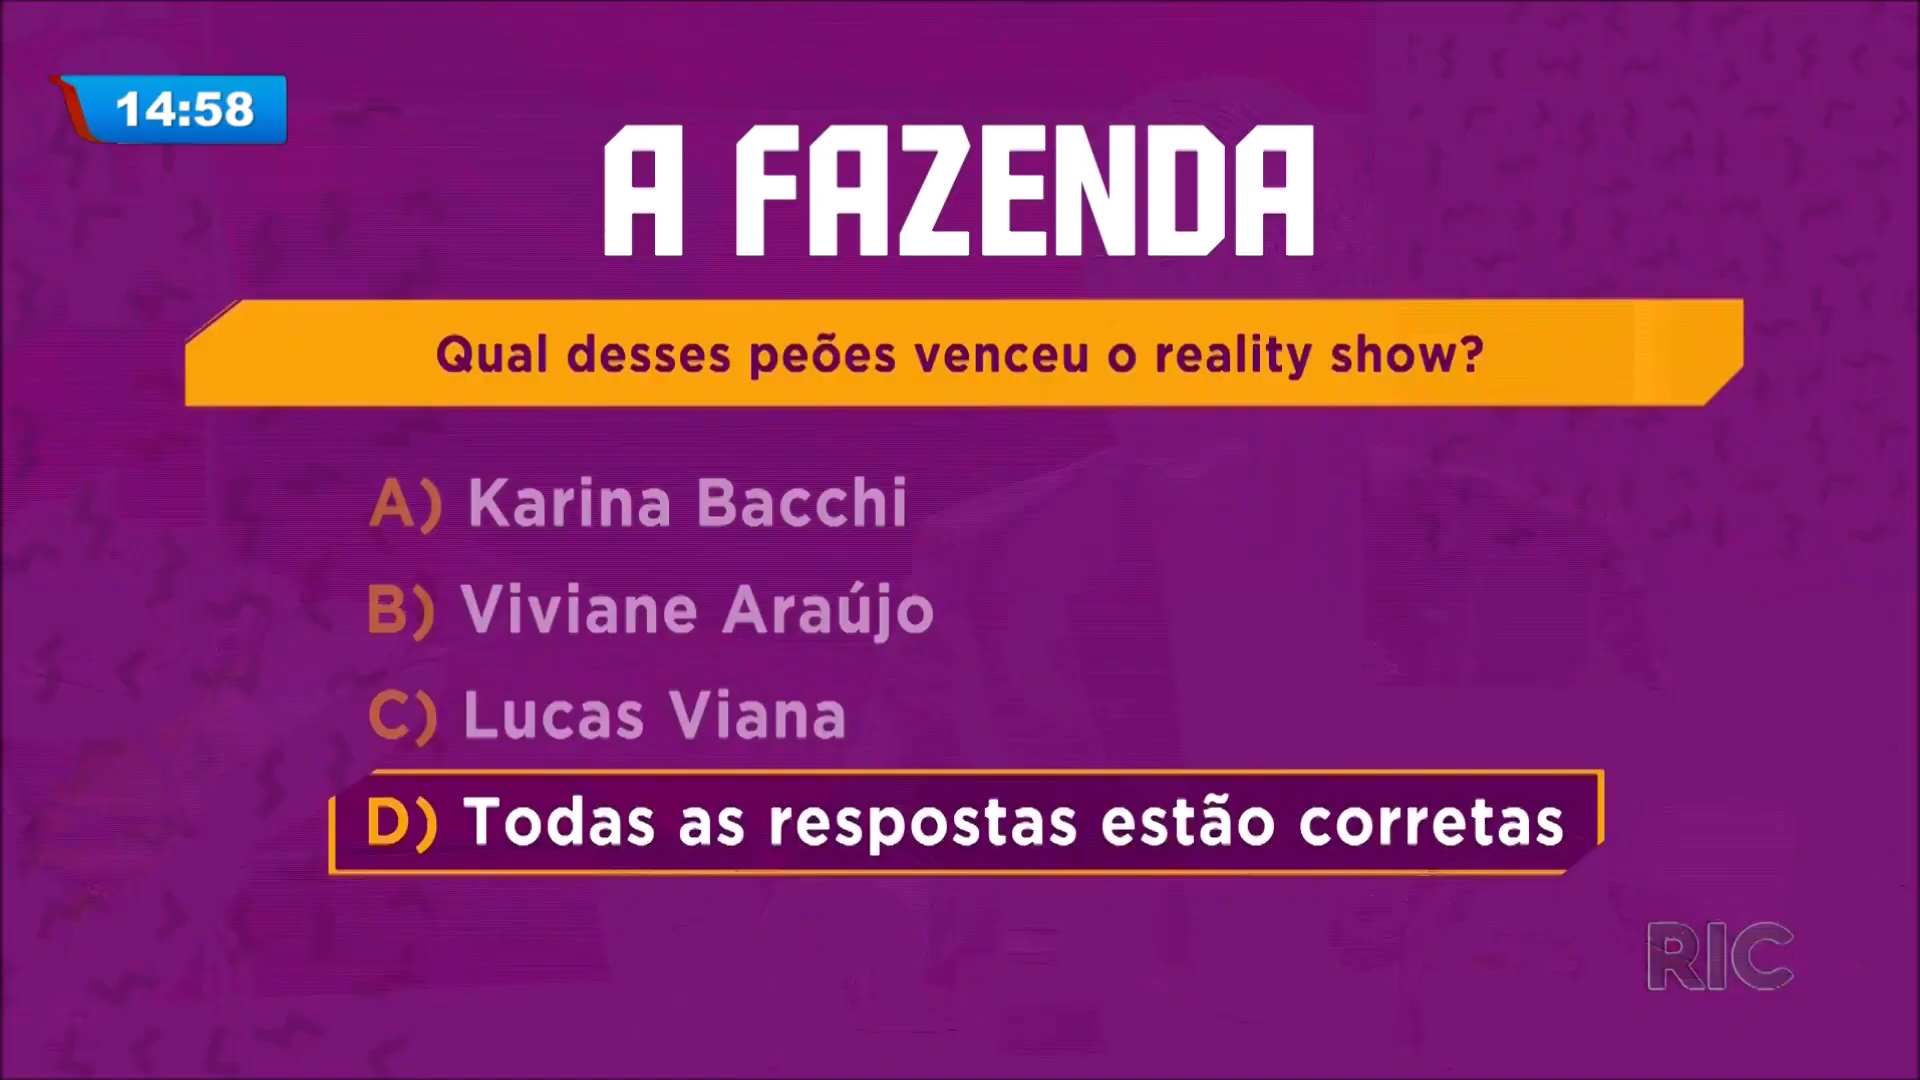 14:58
A FAZENDA
Qual desses peões venceu o reality show?
A) Karina Bacchi
B) Viviane Araújo
C) Lucas Viana
D) Todas as respostas estão corretas
RIC